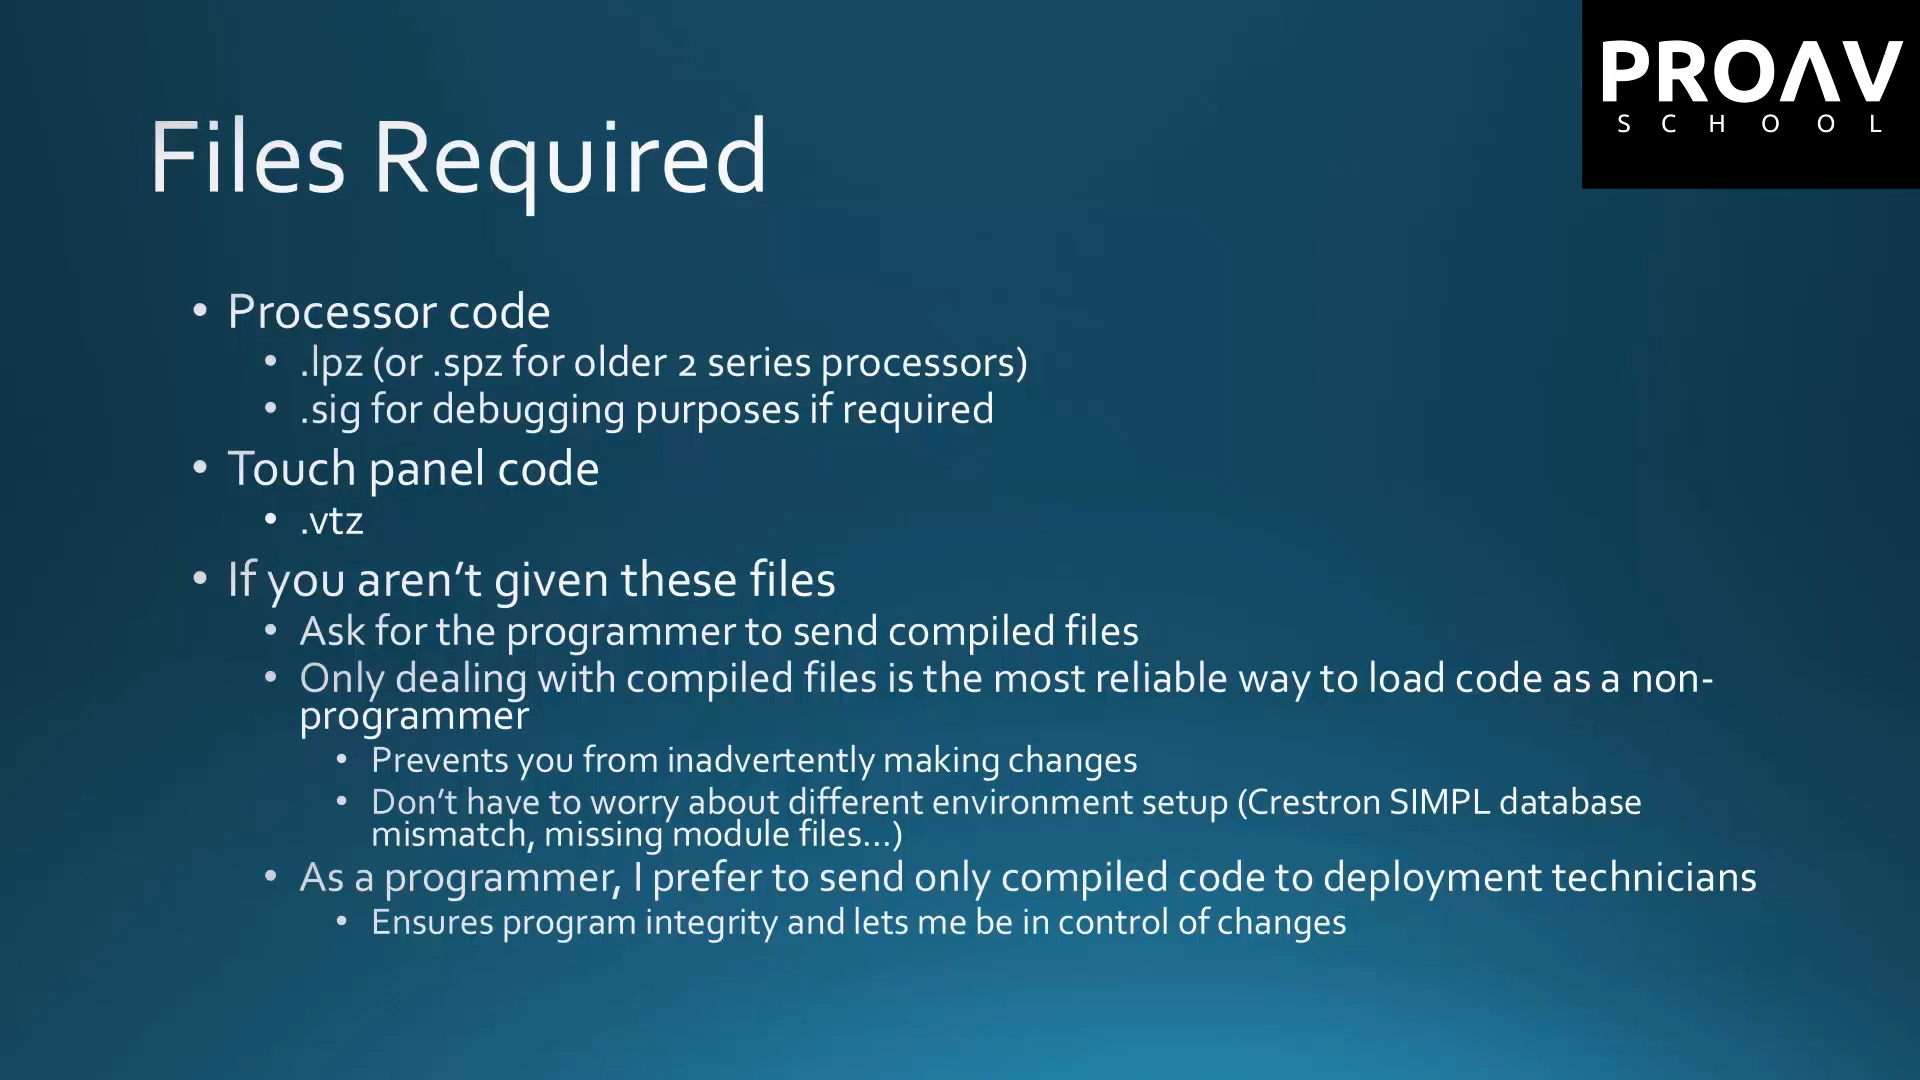 PROAV
SCHOOL
Files Required
• Processor code
• .lpz (or .spz for older 2 series processors)
• .sig for debugging purposes if required
• Touch panel code
• .vtz
• If you aren’t given these files
• Ask for the programmer to send compiled files
• Only dealing with compiled files is the most reliable way to load code as a non-
programmer
• Prevents you from inadvertently making changes
• Don’t have to worry about different environment setup (Crestron SIMPL database
mismatch, missing module files…)
• As a programmer, I prefer to send only compiled code to deployment technicians
• Ensures program integrity and lets me be in control of changes